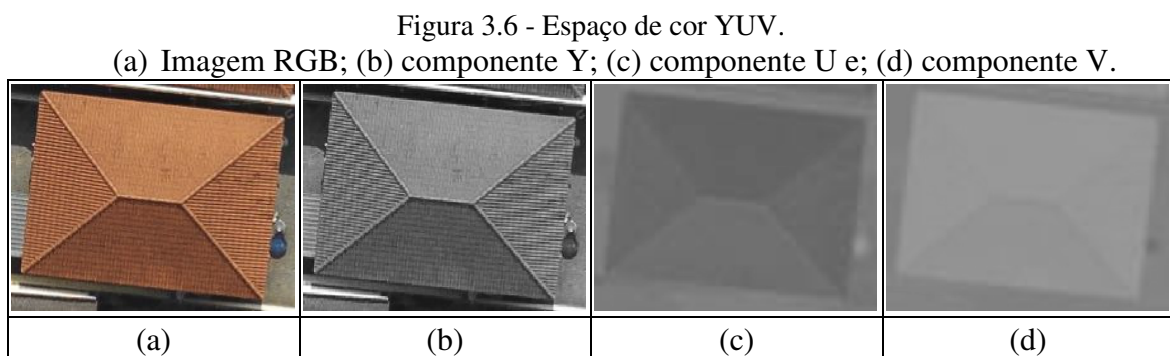 Figura 3.6 - Espaço de cor YUV.
(a) Imagem RGB; (b) componente Y; (c) componente U e; (d) componente V.
(a) (b) (c) (d)